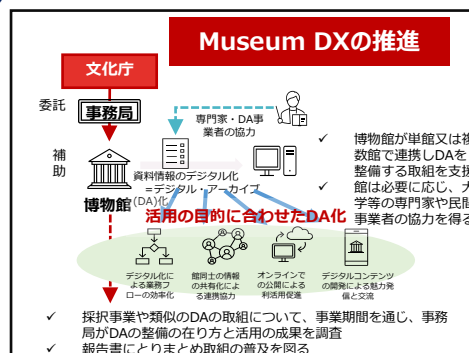 Museum DXの推進
文化庁
委託
事務局
専門家・DA事
業者の協力
補
助
資料情報のデジタル化
＝デジタル・アーカイブ
(DA)化
博物館
✓ 博物館が単館又は複
数館で連携しDAを
整備する取組を支援
✓ 館は必要に応じ、大
学等の専門家や民間
事業者の協力を得る
活用の目的に合わせたDA化
デジタル化に
よる業務フ
ローの効率化
館同士の情報
の共有化によ
る連携協力
オンラインで
の公開による
利活用促進
デジタルコンテンツ
の開発による魅力発
信と交流
✓ 採択事業や類似のDAの取組について、事業期間を通じ、事務
局がDAの整備の在り方と活用の成果を調査
✓ 報告書にとりまとめ取組の普及を図る